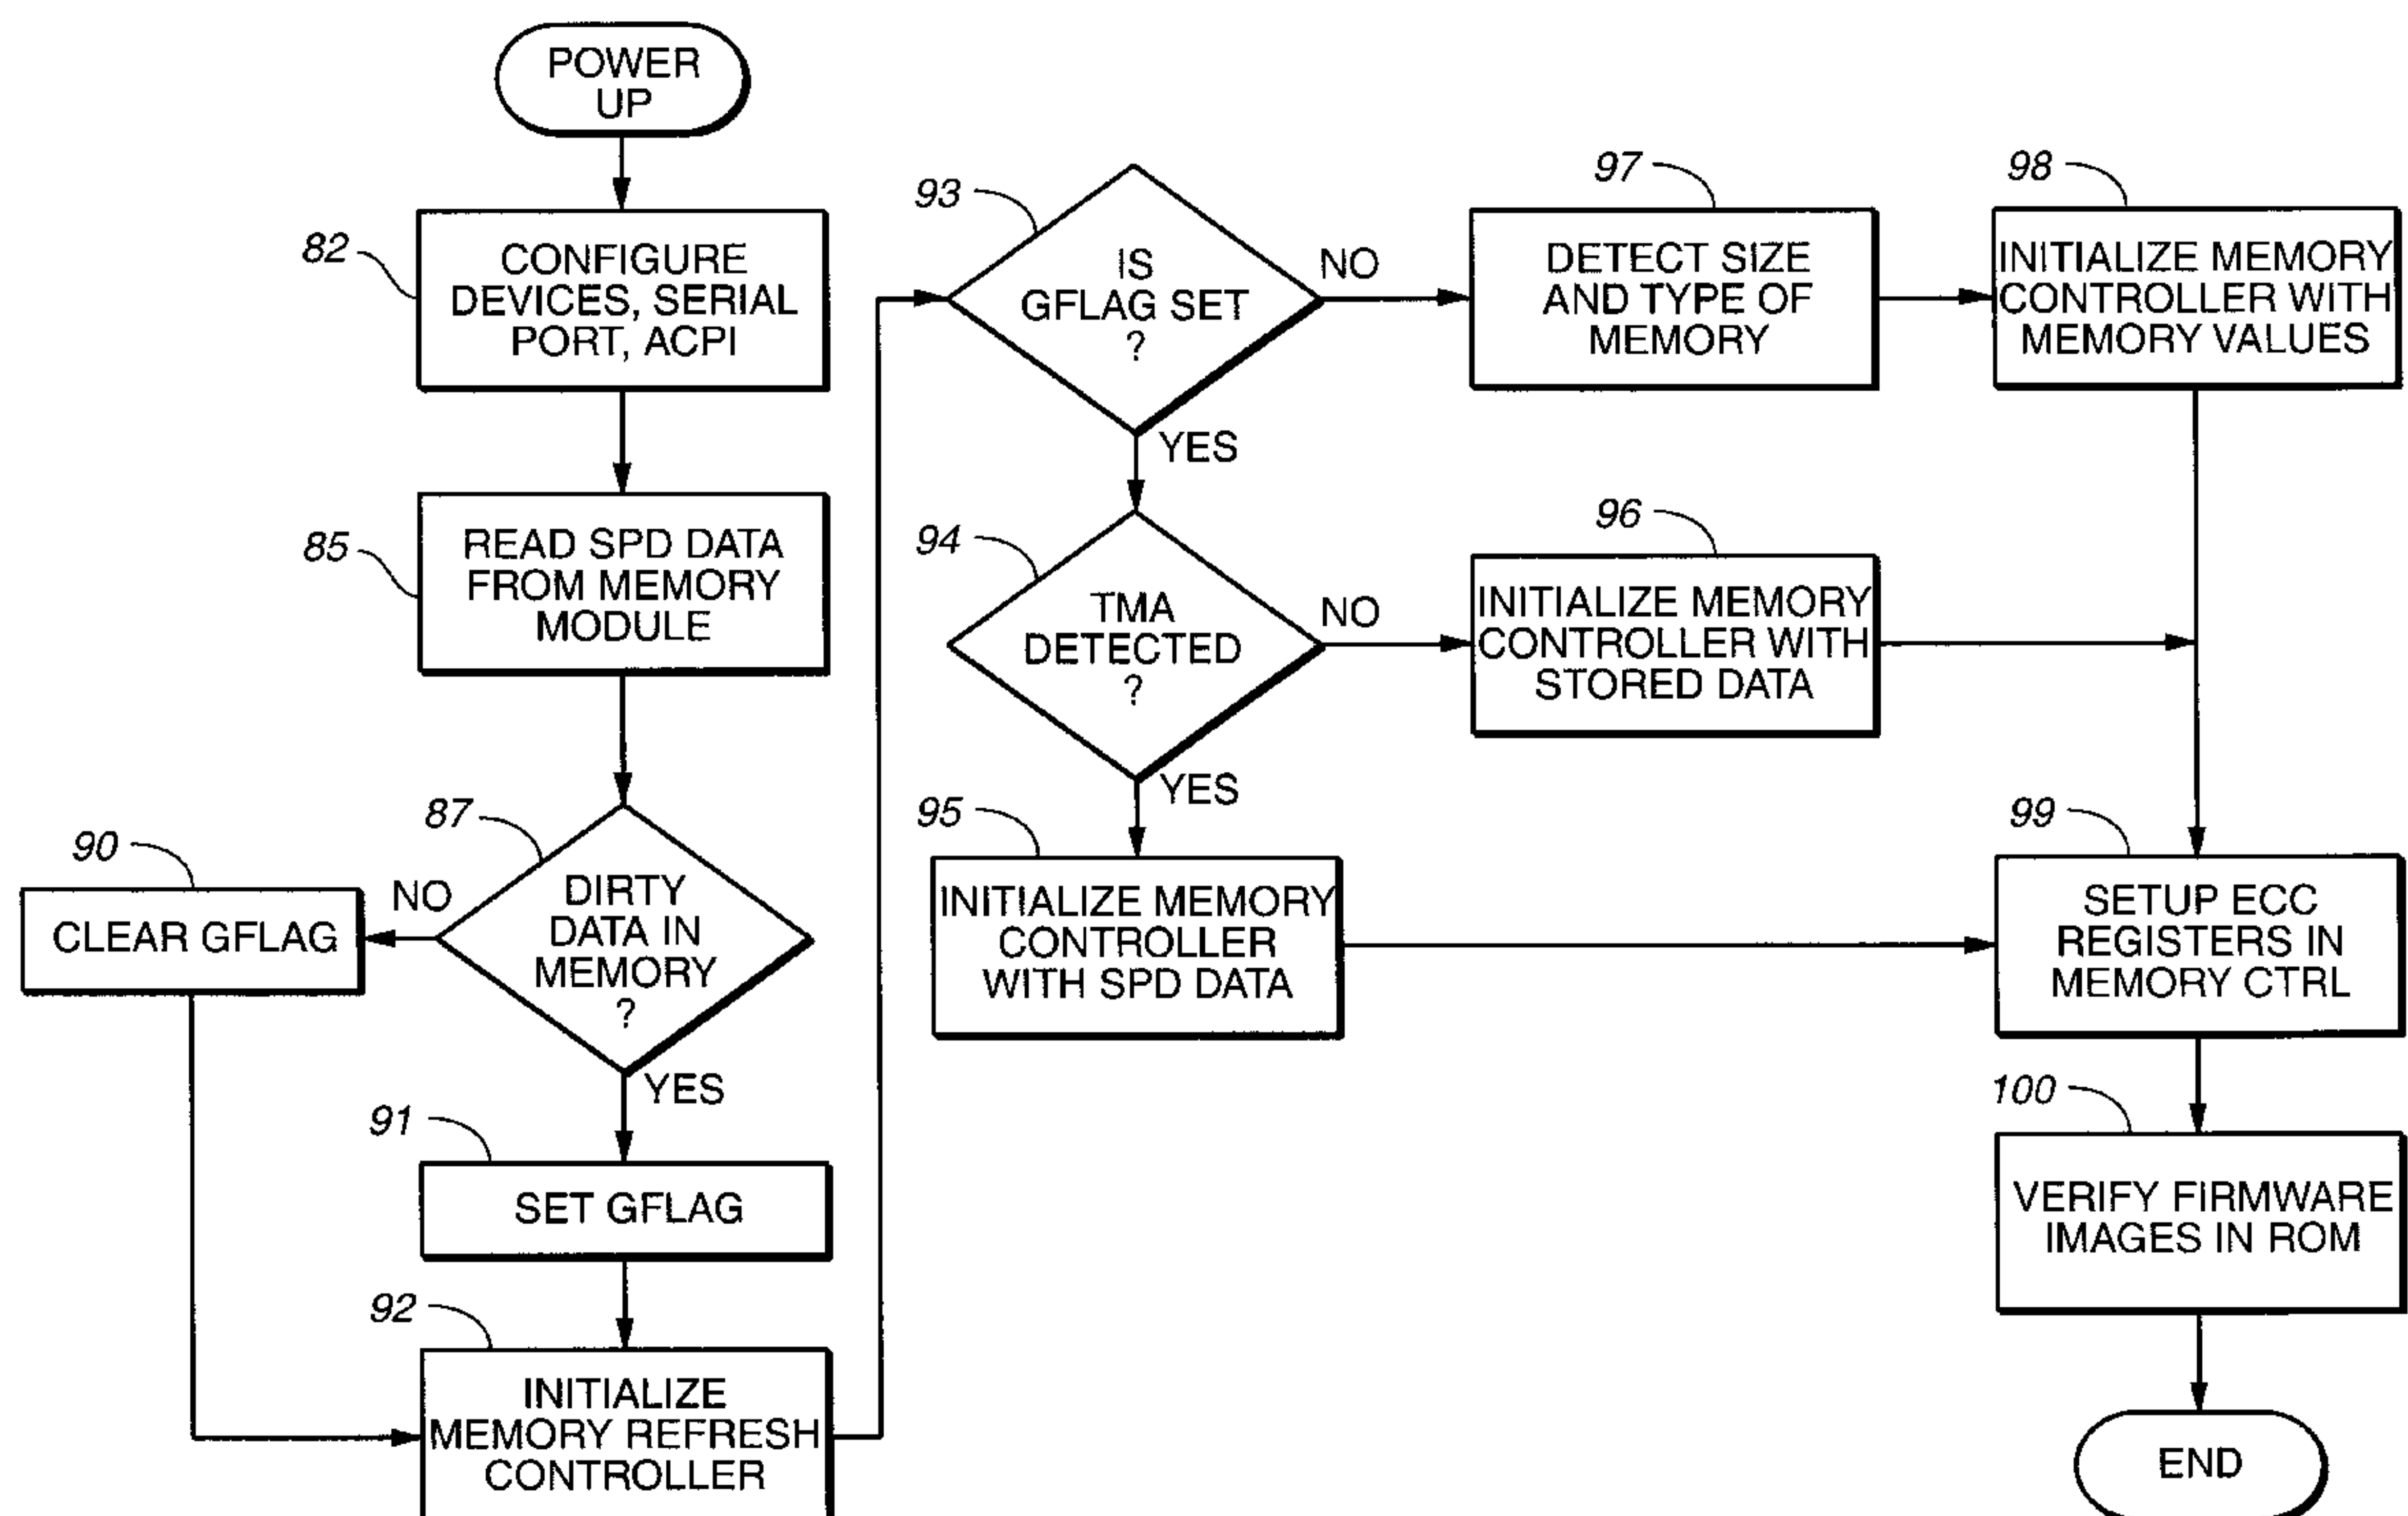 POWER
UP
82
CONFIGURE
DEVICES, SERIAL
PORT, ACPI
85
READ SPD DATA
FROM MEMORY
MODULE
87
DIRTY
DATA IN
MEMORY
?
NO
90
CLEAR GFLAG
YES
91
SET GFLAG
92
INITIALIZE
MEMORY REFRESH
CONTROLLER
93
IS
GFLAG SET
?
NO
YES
97
DETECT SIZE
AND TYPE OF
MEMORY
98
INITIALIZE MEMORY
CONTROLLER WITH
MEMORY VALUES
94
TMA
DETECTED
?
NO
YES
96
INITIALIZE MEMORY
CONTROLLER WITH
STORED DATA
95
INITIALIZE MEMORY
CONTROLLER
WITH SPD DATA
99
SETUP ECC
REGISTERS IN
MEMORY CTRL
100
VERIFY FIRMWARE
IMAGES IN ROM
END